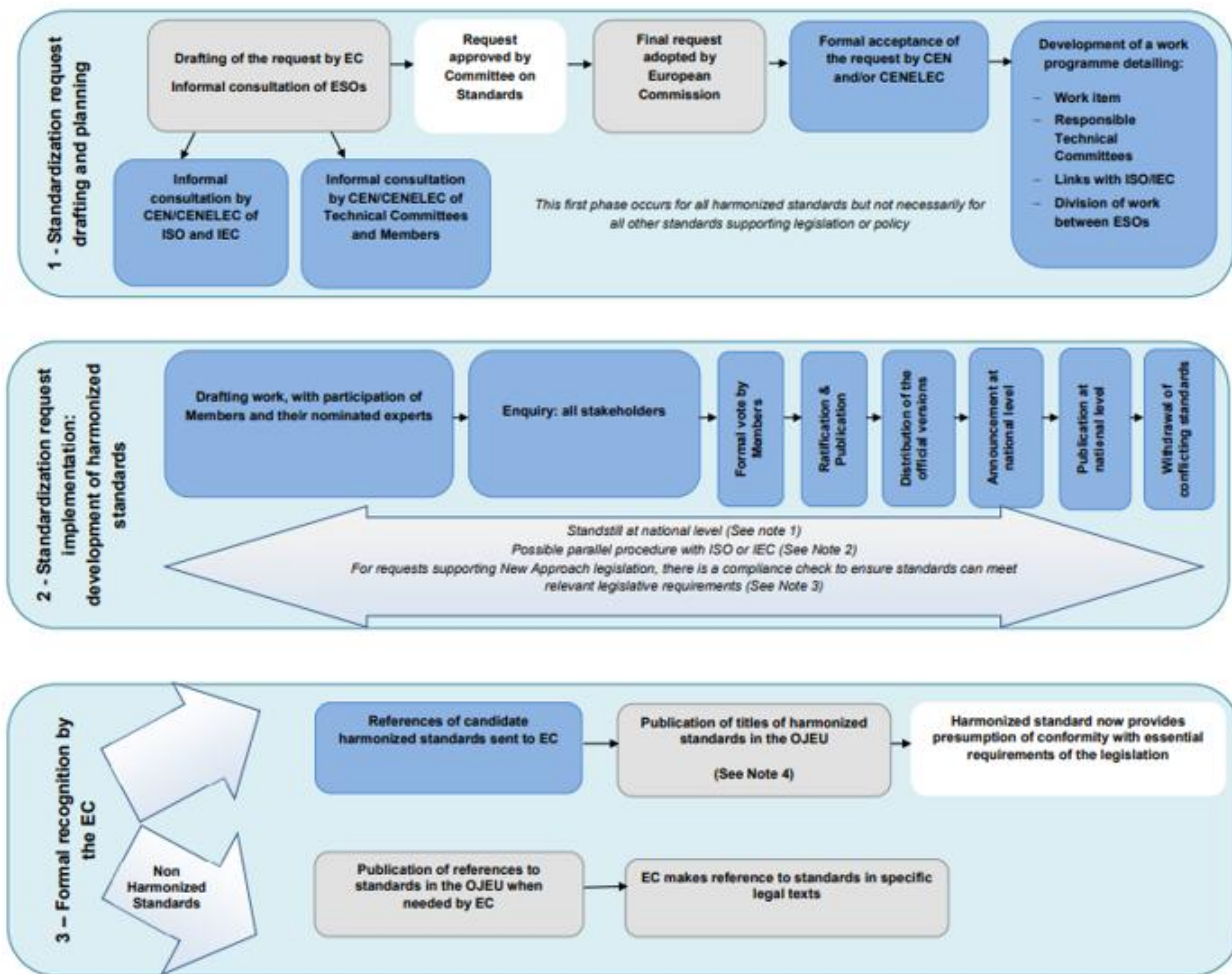 1 - Standardization request
drafting and planning
Drafting of the request by EC
Informal consultation of ESOs
Request
approved by
Committee on
Standards
Final request
adopted by
European
Commission
Formal acceptance of
the request by CEN
and/or CENELEC
Development of a work
programme detailing:
– Work item
– Responsible
Technical
Committees
– Links with ISO/IEC
– Division of work
between ESOs
Informal
consultation by
CEN/CENELEC of
ISO and IEC
Informal consultation
by CEN/CENELEC of
Technical Committees
and Members
This first phase occurs for all harmonized standards but not necessarily for
all other standards supporting legislation or policy
2 - Standardization request
implementation:
development of harmonized
standards
Drafting work, with participation of
Members and their nominated experts
Enquiry: all stakeholders
Formal vote by
Members
Ratification &
Publication
Distribution of the
official versions
Announcement at
national level
Publication at
national level
Withdrawal of
conflicting standards
Standstill at national level (See note 1)
Possible parallel procedure with ISO or IEC (See Note 2)
For requests supporting New Approach legislation, there is a compliance check to ensure standards can meet
relevant legislative requirements (See Note 3)
3 – Formal recognition by
the EC
References of candidate
harmonized standards sent to EC
Publication of titles of harmonized
standards in the OJEU
(See Note 4)
Harmonized standard now provides
presumption of conformity with essential
requirements of the legislation
Non
Harmonized
Standards
Publication of references to
standards in the OJEU when
needed by EC
EC makes reference to standards in specific
legal texts